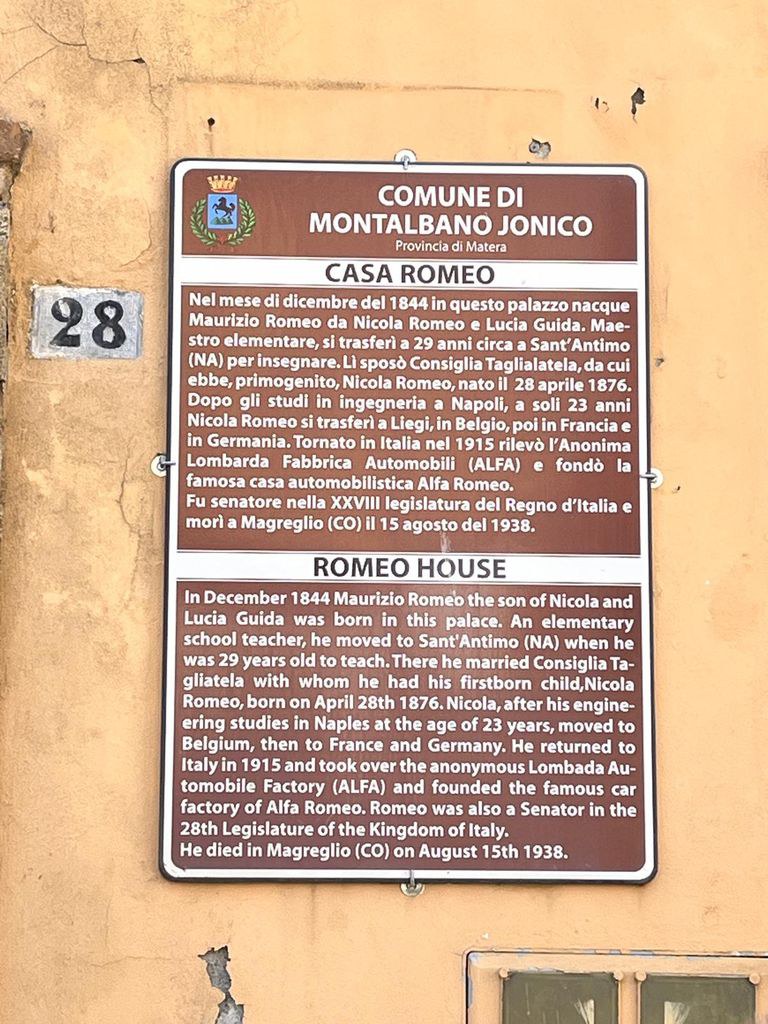 COMUNE DI
MONTALBANO JONICO
Provincia di Matera
CASA ROMEO
28
Nel mese di dicembre del 1844 in questo palazzo nacque
Maurizio Romeo da Nicola Romeo e Lucia Guida. Mae-
stro elementare, si trasferì a 29 anni circa a Sant'Antimo
(NA) per insegnare. Lì sposò Consiglia Taglialatela, da cui
ebbe, primogenito, Nicola Romeo, nato il 28 aprile 1876.
Dopo gli studi in ingegneria a Napoli, a soli 23 anni
Nicola Romeo si trasferì a Liegi, in Belgio, poi in Francia e
in Germania. Tornato in Italia nel 1915 rilevò l'Anonima
Lombarda Fabbrica Automobili (ALFA) e fondò la
famosa casa automobilistica Alfa Romeo.
Fu senatore nella XXVIII legislatura del Regno d'Italia e
morì a Magreglio (CO) il 15 agosto del 1938.
ROMEO HOUSE
In December 1844 Maurizio Romeo the son of Nicola and
Lucia Guida was born in this palace. An elementary
school teacher, he moved to Sant'Antimo (NA) when he
was 29 years old to teach. There he married Consiglia Ta-
gliatela with whom he had his firstborn child,Nicola
Romeo, born on April 28th 1876. Nicola, after his engine-
ering studies in Naples at the age of 23 years, moved to
Belgium, then to France and Germany. He returned to
Italy in 1915 and took over the anonymous Lombada Au-
tomobile Factory (ALFA) and founded the famous car
factory of Alfa Romeo. Romeo was also a Senator in the
28th Legislature of the Kingdom of Italy.
He died in Magreglio (CO) on August 15th 1938.